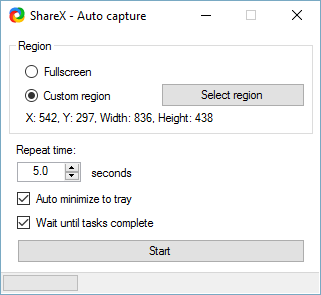 ShareX - Auto capture
Region
Fullscreen
Custom region
Select region
X: 542, Y: 297, Width: 836, Height: 438
Repeat time:
5.0 seconds
Auto minimize to tray
Wait until tasks complete
Start